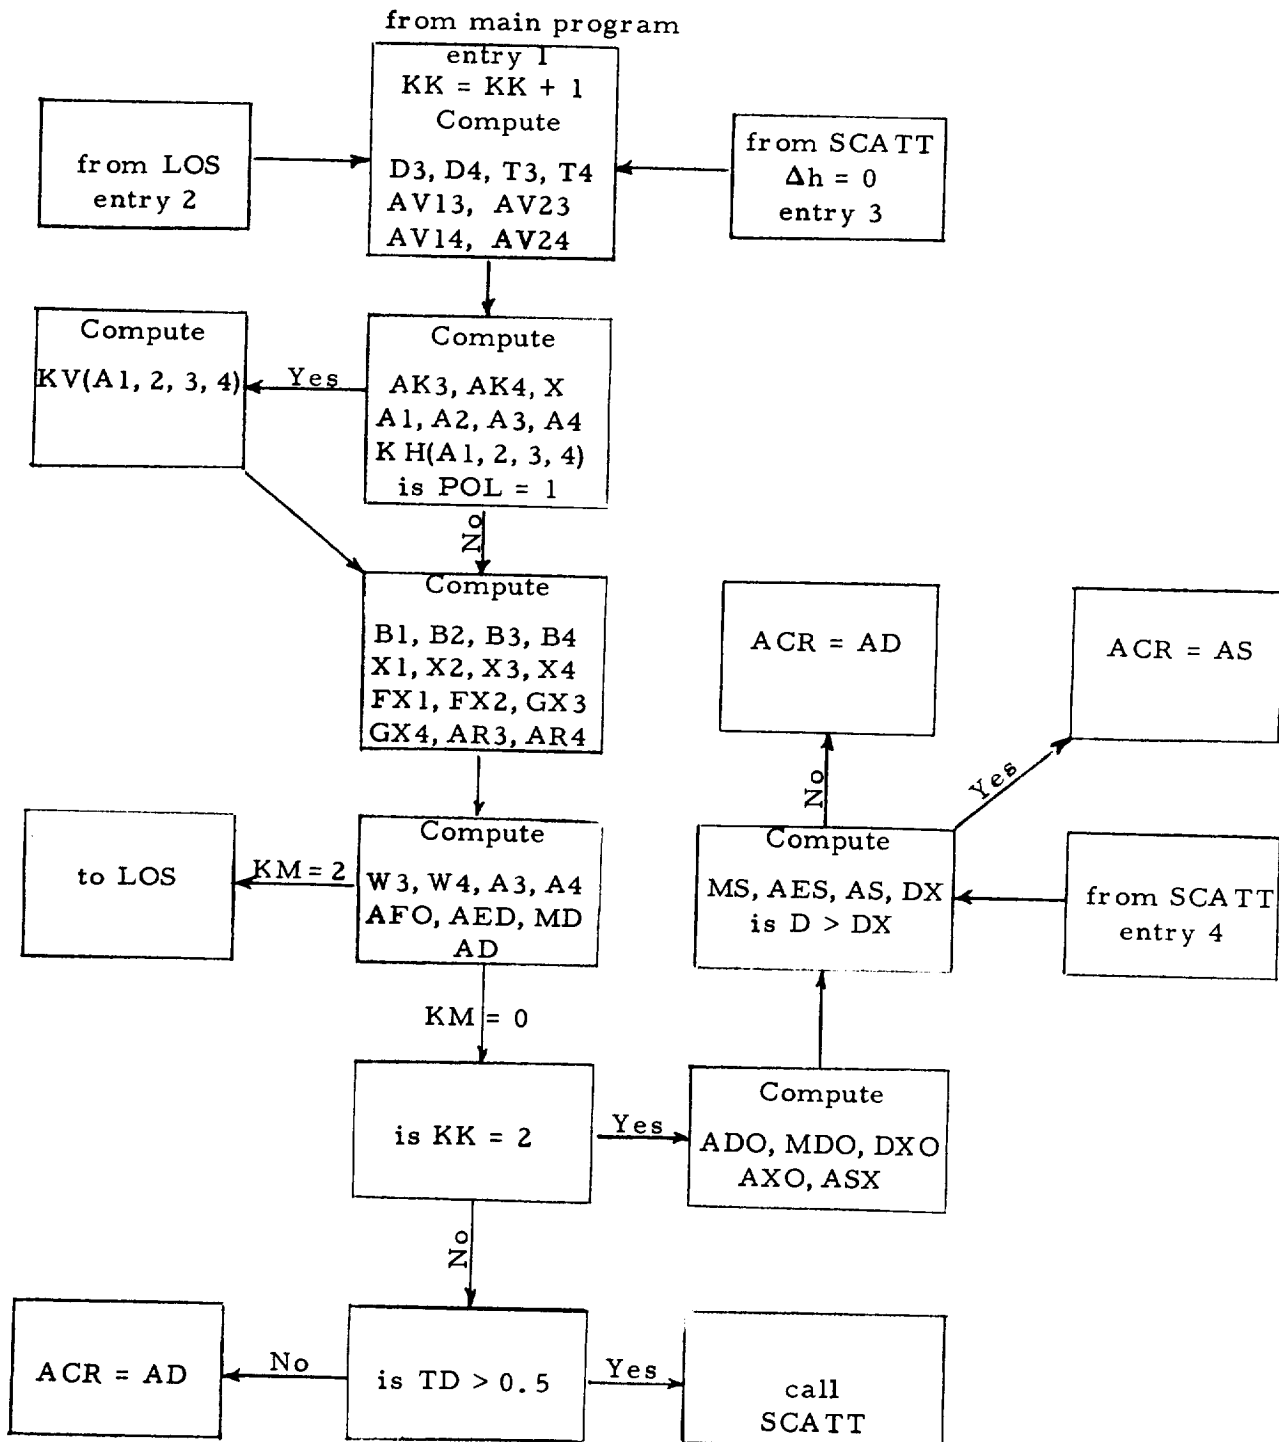 from main program
entry 1
KK = KK + 1
Compute
D3, D4, T3, T4
AV13, AV23
AV14, AV24
from LOS
entry 2
from SCATT
Δh = 0
entry 3
Compute
KV(A1, 2, 3, 4)
Yes
Compute
AK3, AK4, X
A1, A2, A3, A4
KH(A1, 2, 3, 4)
is POL = 1
No
Compute
B1, B2, B3, B4
X1, X2, X3, X4
FX1, FX2, GX3
GX4, AR3, AR4
ACR = AD
ACR = AS
No
Yes
to LOS
KM = 2
Compute
W3, W4, A3, A4
AFO, AED, MD
AD
Compute
MS, AES, AS, DX
is D > DX
from SCATT
entry 4
KM = 0
is KK = 2
Yes
Compute
ADO, MDO, DXO
AXO, ASX
No
ACR = AD
No
is TD > 0.5
Yes
call
SCATT